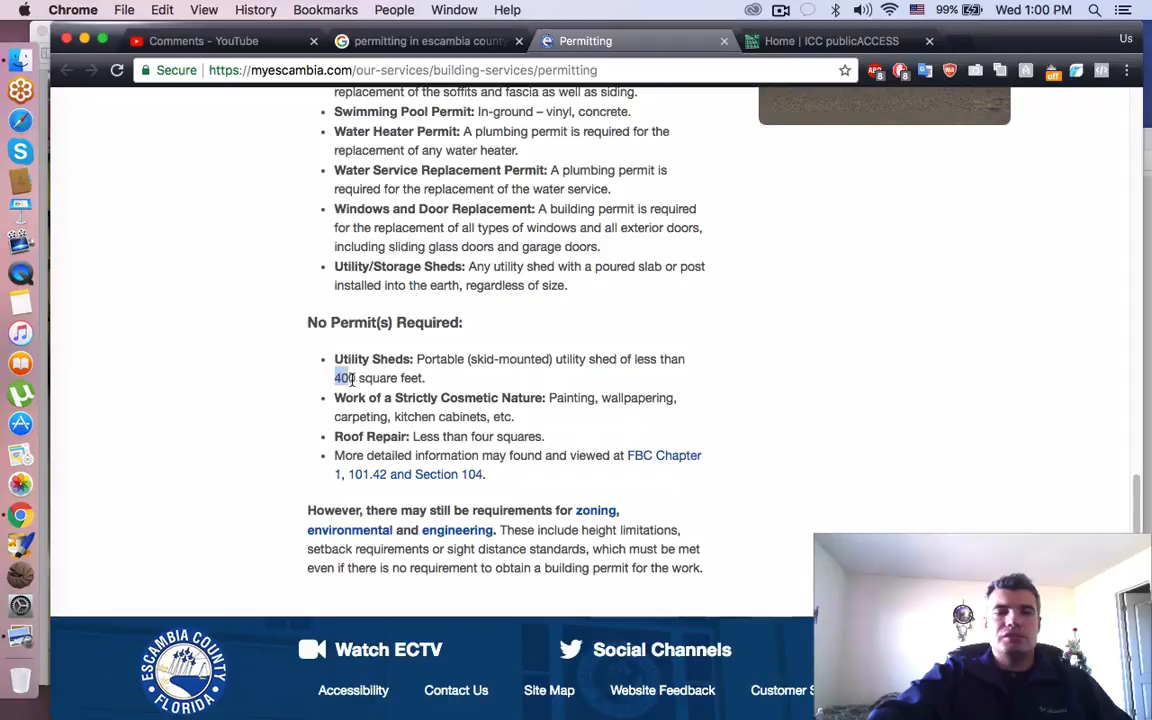 Chrome File Edit View History Bookmarks People Window Help 99% Wed 1:00 PM
Comments - YouTube permitting in escambia county Permitting Home | ICC publicACCESS Us
Secure https://myescambia.com/our-services/building-services/permitting
replacement of the soffits and fascia as well as siding.
• Swimming Pool Permit: In-ground – vinyl, concrete.
• Water Heater Permit: A plumbing permit is required for the
replacement of any water heater.
• Water Service Replacement Permit: A plumbing permit is
required for the replacement of the water service.
• Windows and Door Replacement: A building permit is required
for the replacement of all types of windows and all exterior doors,
including sliding glass doors and garage doors.
• Utility/Storage Sheds: Any utility shed with a poured slab or post
installed into the earth, regardless of size.
No Permit(s) Required:
• Utility Sheds: Portable (skid-mounted) utility shed of less than
400 square feet.
• Work of a Strictly Cosmetic Nature: Painting, wallpapering,
carpeting, kitchen cabinets, etc.
• Roof Repair: Less than four squares.
• More detailed information may found and viewed at FBC Chapter
1, 101.42 and Section 104.
However, there may still be requirements for zoning,
environmental and engineering. These include height limitations,
setback requirements or sight distance standards, which must be met
even if there is no requirement to obtain a building permit for the work.
ESCAMBIA COUNTY
FLORIDA
Watch ECTV Social Channels
Accessibility Contact Us Site Map Website Feedback Customer S